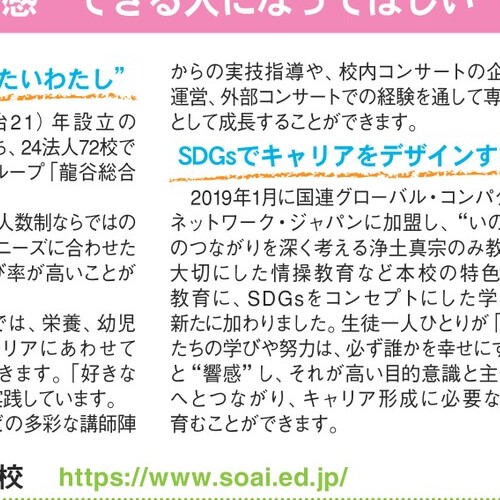 感 できる人になってほしい
たいわたし”
治21）年設立の
ち、24法人72校で
ループ「龍谷総合
人数制ならではの
ニーズに合わせた
び率が高いことが
では、栄養、幼児
リアにあわせて
きます。「好きな
実践しています。
どの多彩な講師陣
からの実技指導や、校内コンサートの企
運営、外部コンサートでの経験を通して専
として成長することができます。
SDGsでキャリアをデザインす
2019年1月に国連グローバル・コンパク
ネットワーク・ジャパンに加盟し、“いの
のつながりを深く考える浄土真宗のみ教
大切にした情操教育など本校の特色
教育に、SDGsをコンセプトにした学
新たに加わりました。生徒一人ひとりが「
たちの学びや努力は、必ず誰かを幸せにす
と“響感”し、それが高い目的意識と主
へとつながり、キャリア形成に必要な
育むことができます。
校 https://www.soai.ed.jp/